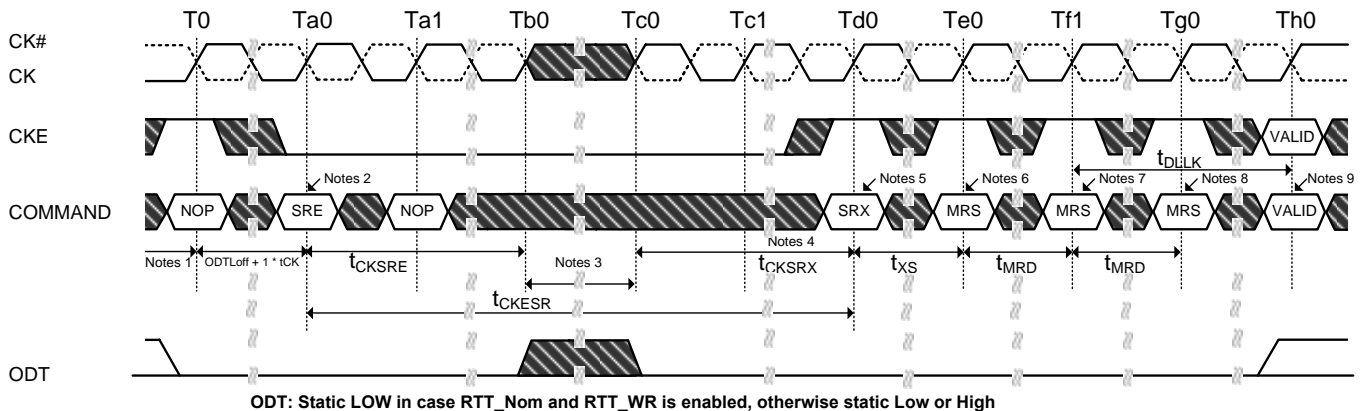 T0 Ta0 Ta1 Tb0 Tc0 Tc1 Td0 Te0 Tf1 Tg0 Th0
CK#
CK
CKE
VALID
tDLLK
Notes 2 Notes 5 Notes 6 Notes 7 Notes 8 Notes 9
COMMAND NOP SRE NOP SRX MRS MRS MRS VALID
Notes 1 ODTLoff + 1 * tCK tCKSRE Notes 3 Notes 4 tCKSRX tXS tMRD tMRD
tCKESR
ODT
ODT: Static LOW in case RTT_Nom and RTT_WR is enabled, otherwise static Low or High